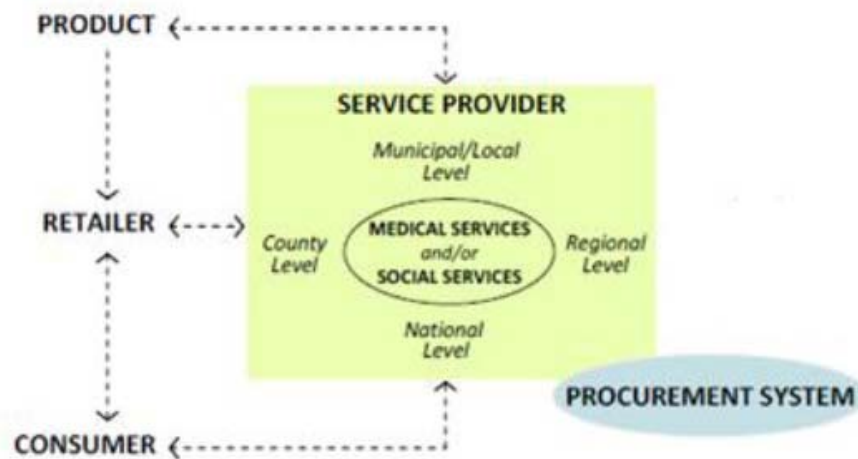 PRODUCT
SERVICE PROVIDER
Municipal/Local
Level
RETAILER
County
Level
MEDICAL SERVICES
and/or
SOCIAL SERVICES
Regional
Level
National
Level
PROCUREMENT SYSTEM
CONSUMER